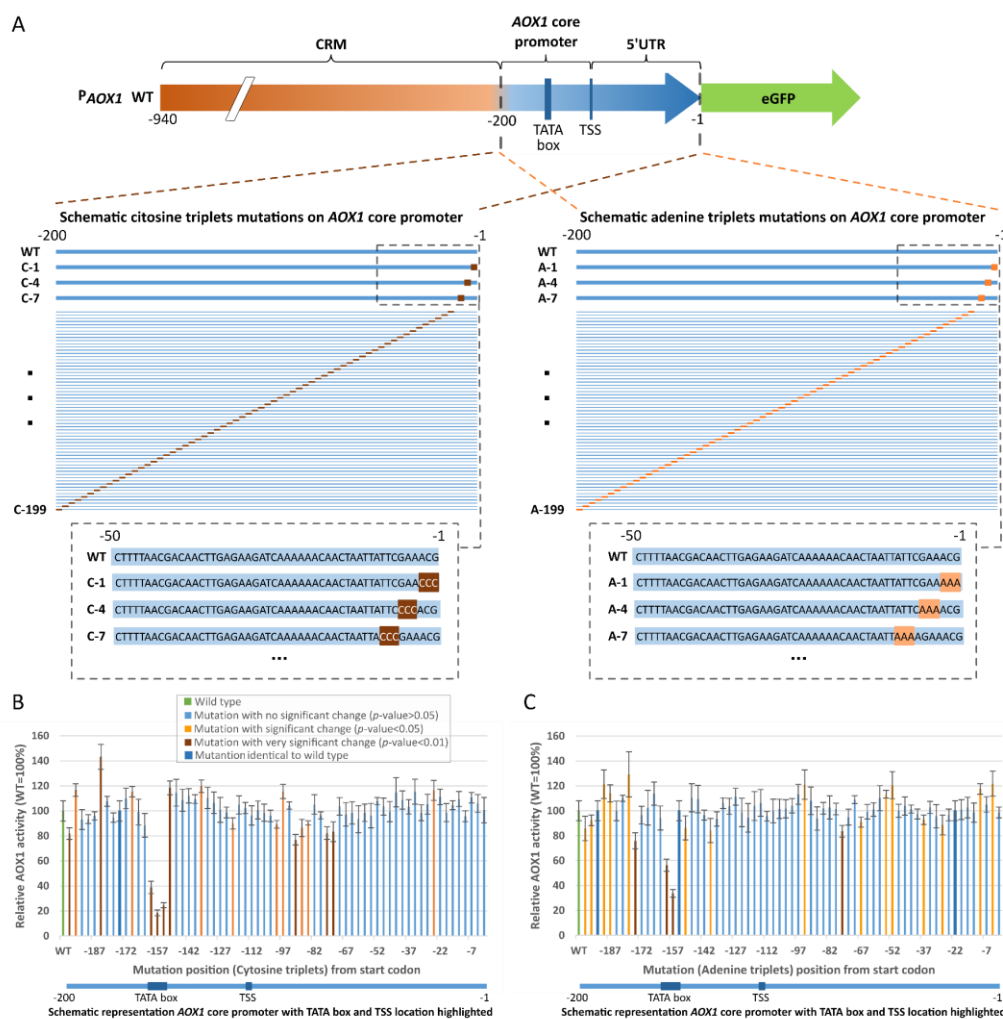 A
CRM
AOX1 core
promoter
5'UTR
PAOX1 WT
eGFP
-940
-200
-1
TATA
box
TSS
Schematic citosine triplets mutations on AOX1 core promoter
-200
-1
WT
C-1
C-4
C-7
C-199
Schematic adenine triplets mutations on AOX1 core promoter
-200
-1
WT
A-1
A-4
A-7
A-199
-50
-1
WT CTTTTAACGACAACTTGAGAAGATCAAAAAACAACTAATTATTCGAAACG
C-1 CTTTTAACGACAACTTGAGAAGATCAAAAAACAACTAATTATTCGAACCC
C-4 CTTTTAACGACAACTTGAGAAGATCAAAAAACAACTAATTATTCCCCACG
C-7 CTTTTAACGACAACTTGAGAAGATCAAAAAACAACTAATTACCCGAAACG
...
-50
-1
WT CTTTTAACGACAACTTGAGAAGATCAAAAAACAACTAATTATTCGAAACG
A-1 CTTTTAACGACAACTTGAGAAGATCAAAAAACAACTAATTATTCGAAAAA
A-4 CTTTTAACGACAACTTGAGAAGATCAAAAAACAACTAATTATTCAAAACG
A-7 CTTTTAACGACAACTTGAGAAGATCAAAAAACAACTAATTAAAAGAAACG
...
B
Wild type
Mutation with no significant change (p-value>0.05)
Mutation with significant change (p-value<0.05)
Mutation with very significant change (p-value<0.01)
Mutantion identical to wild type
Relative AOX1 activity (WT=100%)
160
140
120
100
80
60
40
20
0
WT -187 -172 -157 -142 -127 -112 -97 -82 -67 -52 -37 -22 -7
Mutation position (Cytosine triplets) from start codon
-200
TATA box
TSS
-1
Schematic representation AOX1 core promoter with TATA box and TSS location highlighted
C
Relative AOX1 activity (WT=100%)
160
140
120
100
80
60
40
20
0
WT -187 -172 -157 -142 -127 -112 -97 -82 -67 -52 -37 -22 -7
Mutation (Adenine triplets) position from start codon
-200
TATA box
TSS
-1
Schematic representation AOX1 core promoter with TATA box and TSS location highlighted